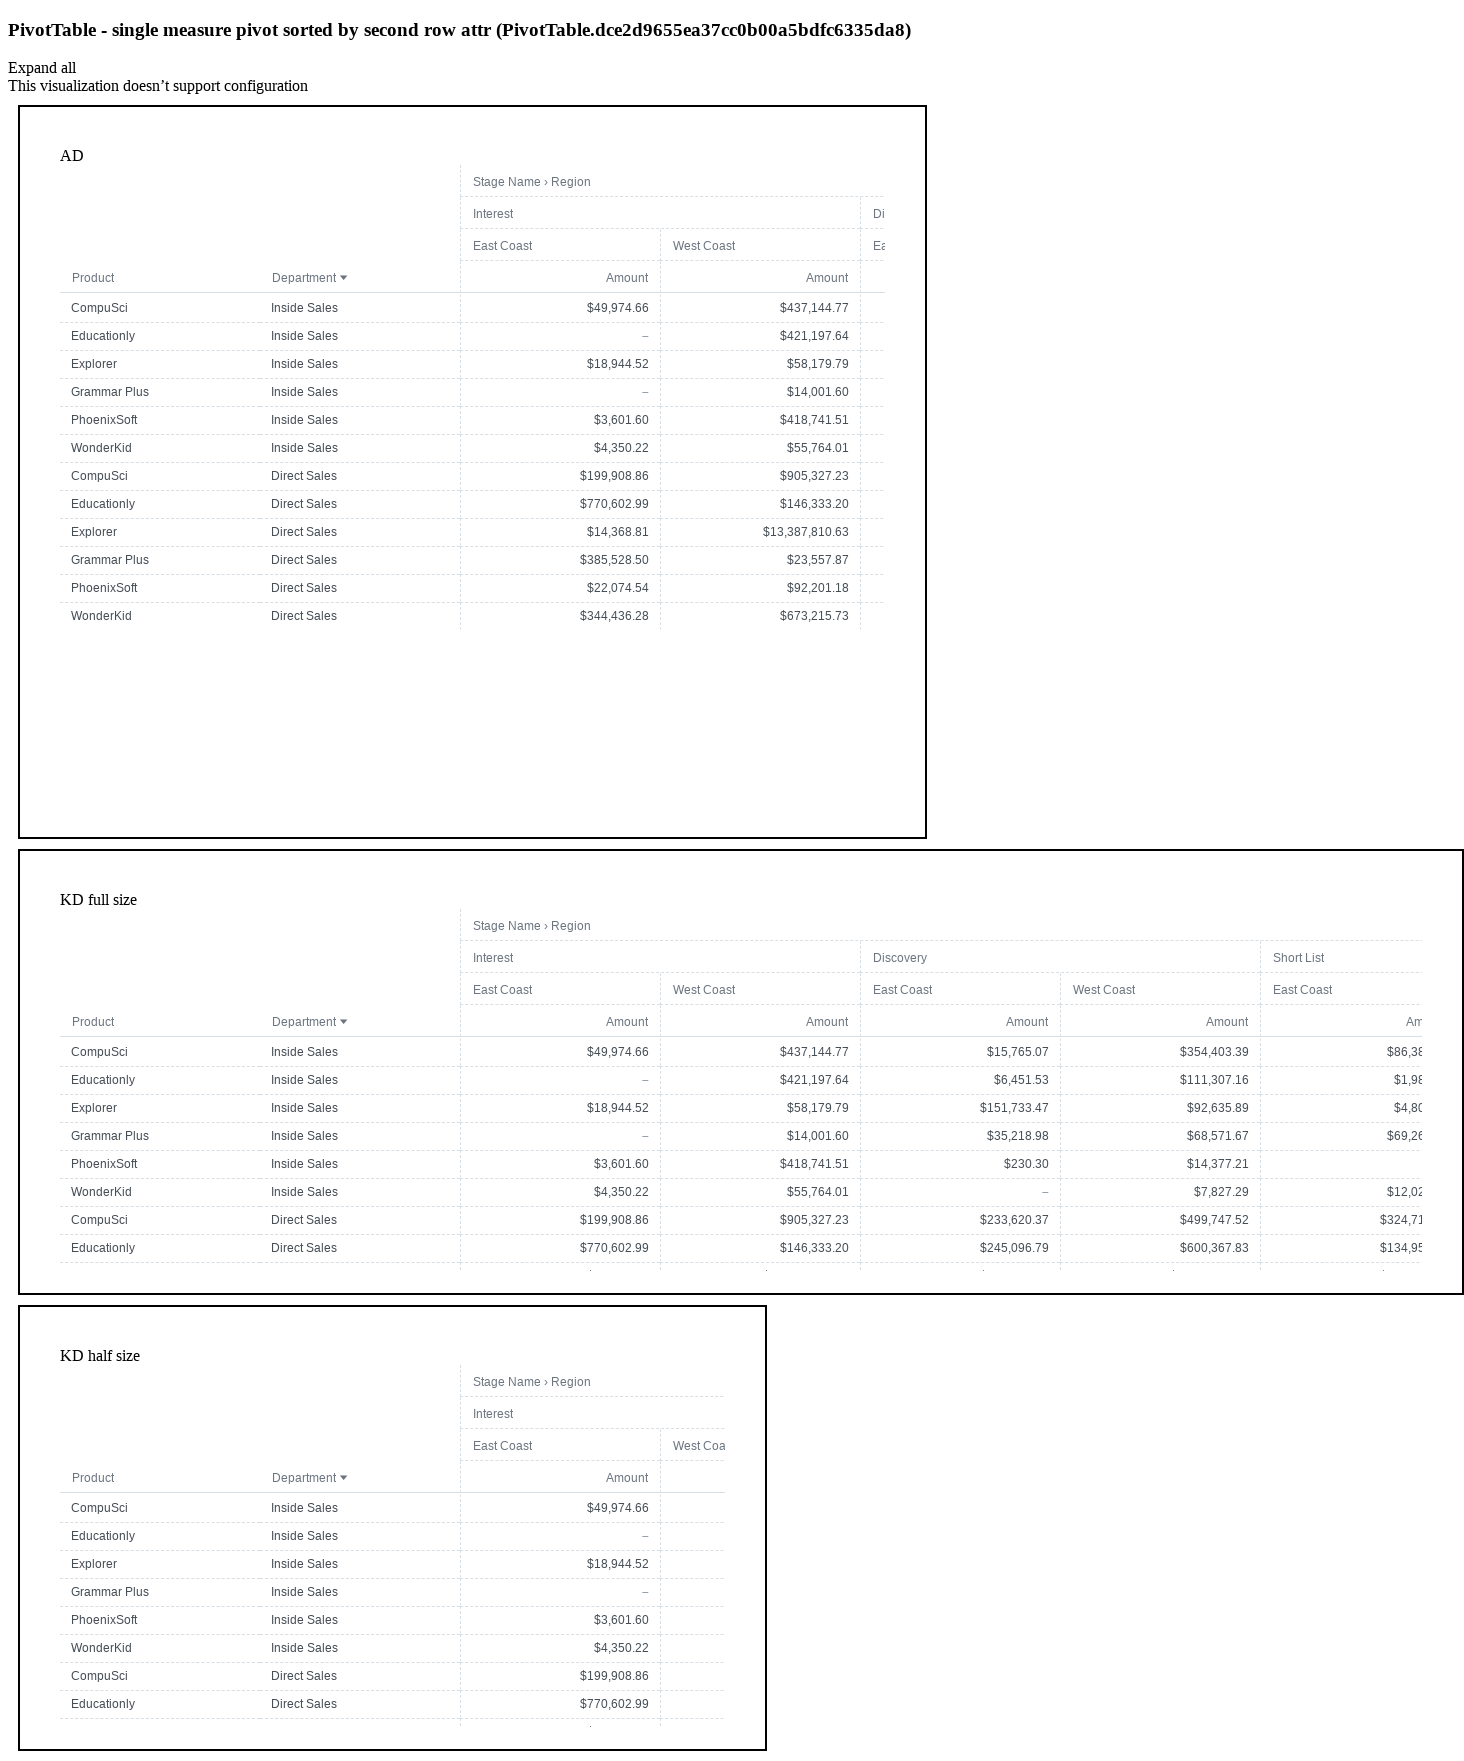 PivotTable - single measure pivot sorted by second row attr (PivotTable.dce2d9655ea37cc0b00a5bdfc6335da8)
Expand all
This visualization doesn’t support configuration
AD
Stage Name › Region
Interest Di
East Coast West Coast Ea
Product Department Amount Amount
CompuSci Inside Sales $49,974.66 $437,144.77
Educationly Inside Sales – $421,197.64
Explorer Inside Sales $18,944.52 $58,179.79
Grammar Plus Inside Sales – $14,001.60
PhoenixSoft Inside Sales $3,601.60 $418,741.51
WonderKid Inside Sales $4,350.22 $55,764.01
CompuSci Direct Sales $199,908.86 $905,327.23
Educationly Direct Sales $770,602.99 $146,333.20
Explorer Direct Sales $14,368.81 $13,387,810.63
Grammar Plus Direct Sales $385,528.50 $23,557.87
PhoenixSoft Direct Sales $22,074.54 $92,201.18
WonderKid Direct Sales $344,436.28 $673,215.73
KD full size
Stage Name › Region
Interest Discovery Short List
East Coast West Coast East Coast West Coast East Coast
Product Department Amount Amount Amount Amount Am
CompuSci Inside Sales $49,974.66 $437,144.77 $15,765.07 $354,403.39 $86,38
Educationly Inside Sales – $421,197.64 $6,451.53 $111,307.16 $1,98
Explorer Inside Sales $18,944.52 $58,179.79 $151,733.47 $92,635.89 $4,80
Grammar Plus Inside Sales – $14,001.60 $35,218.98 $68,571.67 $69,26
PhoenixSoft Inside Sales $3,601.60 $418,741.51 $230.30 $14,377.21
WonderKid Inside Sales $4,350.22 $55,764.01 – $7,827.29 $12,02
CompuSci Direct Sales $199,908.86 $905,327.23 $233,620.37 $499,747.52 $324,71
Educationly Direct Sales $770,602.99 $146,333.20 $245,096.79 $600,367.83 $134,95
KD half size
Stage Name › Region
Interest
East Coast West Coa
Product Department Amount
CompuSci Inside Sales $49,974.66
Educationly Inside Sales –
Explorer Inside Sales $18,944.52
Grammar Plus Inside Sales –
PhoenixSoft Inside Sales $3,601.60
WonderKid Inside Sales $4,350.22
CompuSci Direct Sales $199,908.86
Educationly Direct Sales $770,602.99